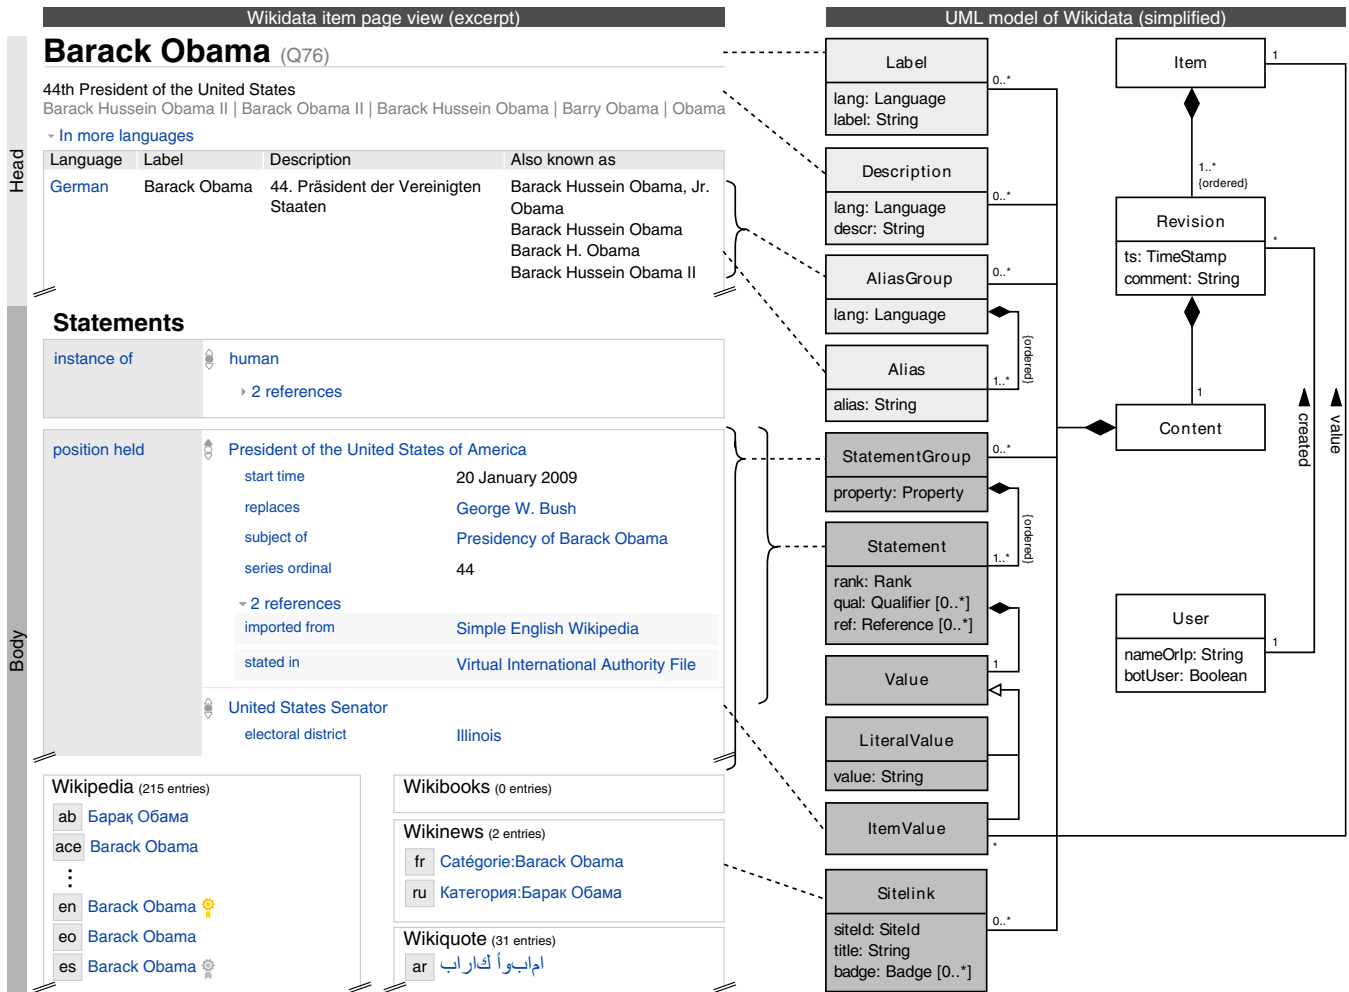 Wikidata item page view (excerpt)
UML model of Wikidata (simplified)
Head
Barack Obama (Q76)
44th President of the United States
Barack Hussein Obama II | Barack Obama II | Barack Hussein Obama | Barry Obama | Obama
In more languages
Language Label Description Also known as
German Barack Obama 44. Präsident der Vereinigten Staaten
Barack Hussein Obama, Jr.
Obama
Barack Hussein Obama
Barack H. Obama
Barack Hussein Obama II
Body
Statements
instance of
human
2 references
position held
President of the United States of America
start time 20 January 2009
replaces George W. Bush
subject of Presidency of Barack Obama
series ordinal 44
2 references
imported from Simple English Wikipedia
stated in Virtual International Authority File
United States Senator
electoral district Illinois
Wikipedia (215 entries)
ab Барақ Обама
ace Barack Obama
en Barack Obama
eo Barack Obama
es Barack Obama
Wikibooks (0 entries)
Wikinews (2 entries)
fr Catégorie:Barack Obama
ru Категория:Барак Обама
Wikiquote (31 entries)
ar امابوأ كاراب
Label
lang: Language
label: String
0..*
Description
lang: Language
descr: String
0..*
AliasGroup
lang: Language
0..*
{ordered}
1..*
Alias
alias: String
StatementGroup
property: Property
0..*
{ordered}
1..*
Statement
rank: Rank
qual: Qualifier [0..*]
ref: Reference [0..*]
1
Value
LiteralValue
value: String
ItemValue
*
Sitelink
siteId: SiteId
title: String
badge: Badge [0..*]
0..*
Item
1
1..*
{ordered}
Revision
ts: TimeStamp
comment: String
*
1
Content
created
value
User
nameOrIp: String
botUser: Boolean
1